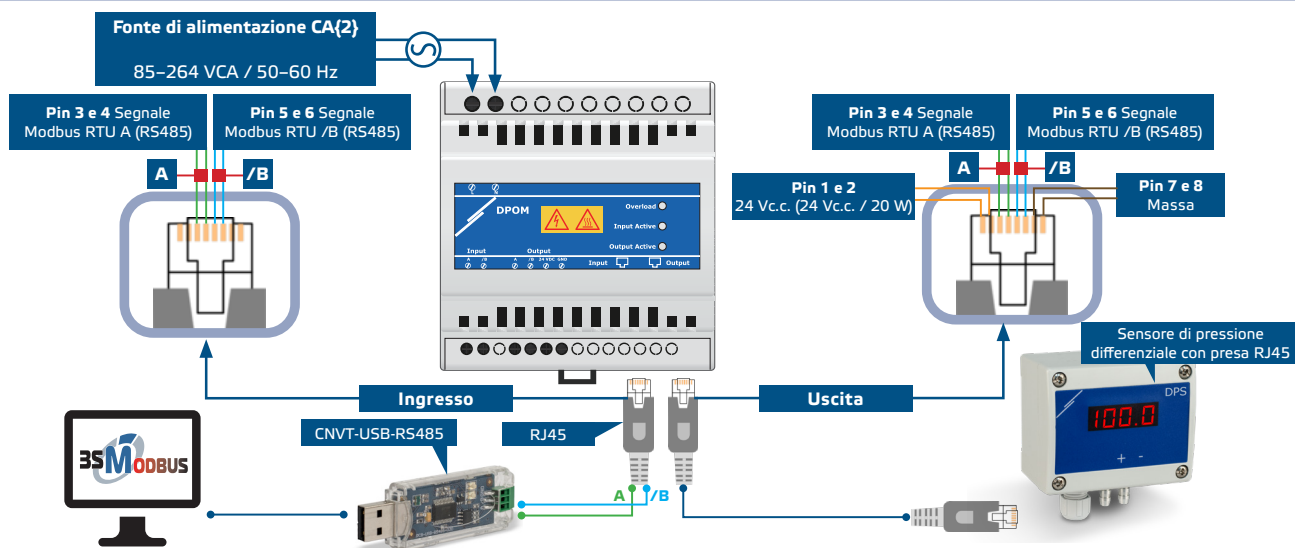 Fonte di alimentazione CA{2}
85–264 VCA / 50–60 Hz
Pin 3 e 4 Segnale
Modbus RTU A (RS485)
Pin 5 e 6 Segnale
Modbus RTU /B (RS485)
A
/B
Pin 3 e 4 Segnale
Modbus RTU A (RS485)
Pin 5 e 6 Segnale
Modbus RTU /B (RS485)
A
/B
Pin 1 e 2
24 Vc.c. (24 Vc.c. / 20 W)
Pin 7 e 8
Massa
L
N
DPOM
Overload
Input Active
Output Active
Input
Output
A
/B
A
/B
24 VDC
GND
Input
Output
Sensore di pressione
differenziale con presa RJ45
DPS
100.0
+ -
Ingresso
Uscita
CNVT-USB-RS485
RJ45
3SMODBUS
A
/B